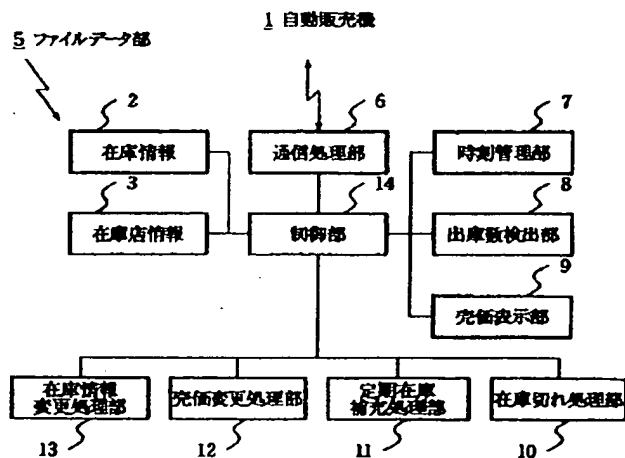 1 自動販売機
5 ファイルデータ部
2
6
7
在庫情報
通信処理部
時刻管理部
3
14
8
在庫店情報
制御部
出庫数検出部
9
売価表示部
在庫情報
変更処理部
売価変更処理部
定期在庫
補充処理部
在庫切れ処理部
13
12
11
10